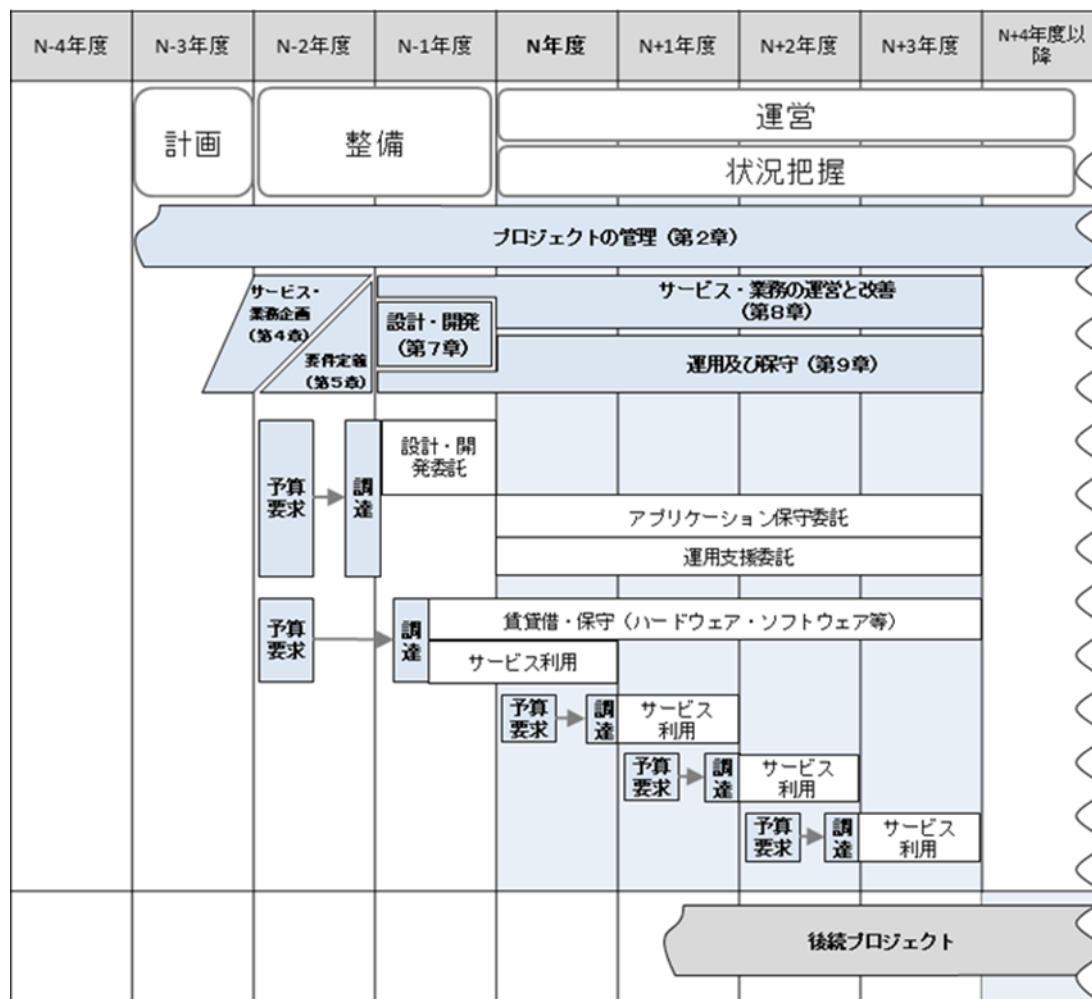 N-4年度
N-3年度
N-2年度
N-1年度
N年度
N+1年度
N+2年度
N+3年度
N+4年度以
降
計画
整備
運営
状況把握
プロジェクトの管理（第2章）
サービス・
業務企画
（第4章）
要件定義
（第5章）
設計・開発
（第7章）
サービス・業務の運営と改善
（第8章）
運用及び保守（第9章）
予算
要求
調
達
設計・開
発委託
アプリケーション保守委託
運用支援委託
予算
要求
調
達
賃貸借・保守（ハードウェア・ソフトウェア等）
サービス利用
予算
要求
調
達
サービス
利用
予算
要求
調
達
サービス
利用
予算
要求
調
達
サービス
利用
後続プロジェクト